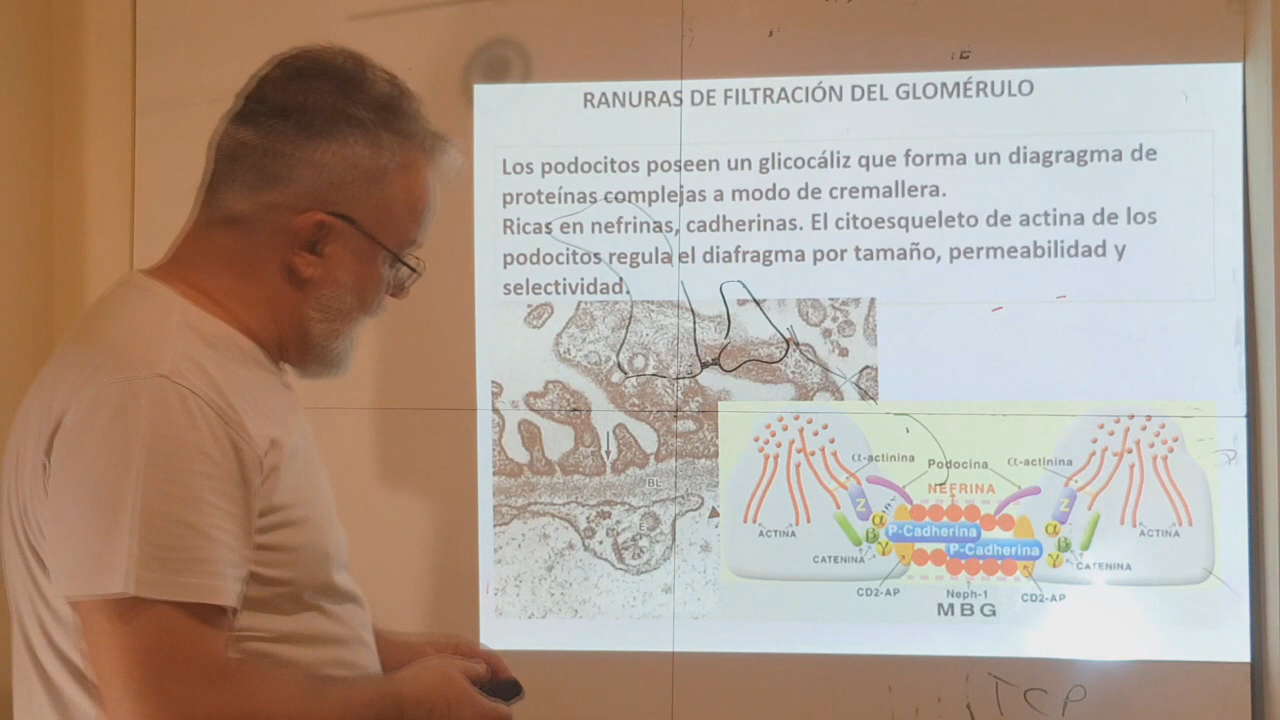 RANURAS DE FILTRACIÓN DEL GLOMÉRULO
Los podocitos poseen un glicocáliz que forma un diagragma de
proteínas complejas a modo de cremallera.
Ricas en nefrinas, cadherinas. El citoesqueleto de actina de los
podocitos regula el diafragma por tamaño, permeabilidad y
selectividad.
BL
E
α-actinina
Podocina
α-actinina
NEFRINA
Z
Z
ACTINA
α
β
γ
P-Cadherina
P-Cadherina
α
β
γ
ACTINA
CATENINA
CATENINA
CD2-AP
Neph-1
CD2-AP
MBG
TCP